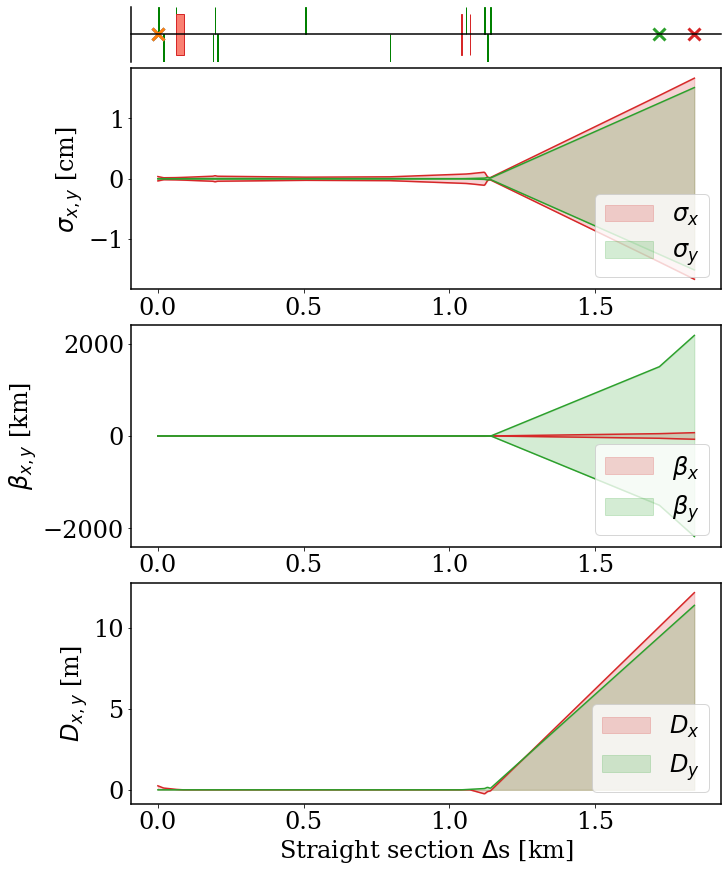 1
0
−1
σx,y [cm]
σx
σy
0.0 0.5 1.0 1.5
2000
0
−2000
βx,y [km]
βx
βy
0.0 0.5 1.0 1.5
10
5
0
Dx,y [m]
Dx
Dy
0.0 0.5 1.0 1.5
Straight section Δs [km]